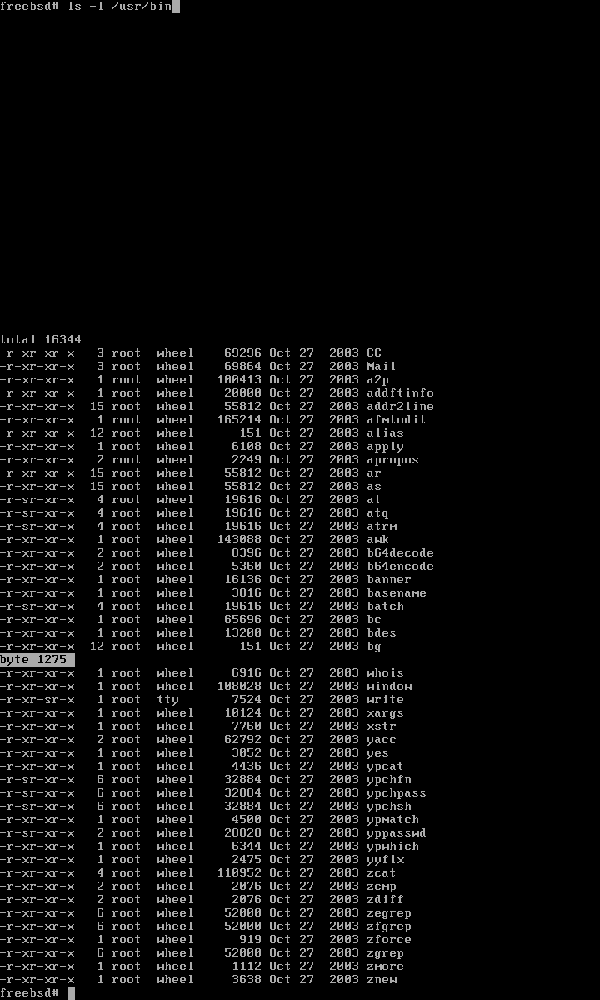 freebsd# ls -l /usr/bin
total 16344
-r-xr-xr-x   3 root  wheel    69296 Oct 27  2003 CC
-r-xr-xr-x   3 root  wheel    69864 Oct 27  2003 Mail
-r-xr-xr-x   1 root  wheel   100413 Oct 27  2003 a2p
-r-xr-xr-x   1 root  wheel    20000 Oct 27  2003 addftinfo
-r-xr-xr-x  15 root  wheel    55812 Oct 27  2003 addr2line
-r-xr-xr-x   1 root  wheel   165214 Oct 27  2003 afmtodit
-r-xr-xr-x  12 root  wheel      151 Oct 27  2003 alias
-r-xr-xr-x   1 root  wheel     6108 Oct 27  2003 apply
-r-xr-xr-x   2 root  wheel     2249 Oct 27  2003 apropos
-r-xr-xr-x  15 root  wheel    55812 Oct 27  2003 ar
-r-xr-xr-x  15 root  wheel    55812 Oct 27  2003 as
-r-sr-xr-x   4 root  wheel    19616 Oct 27  2003 at
-r-sr-xr-x   4 root  wheel    19616 Oct 27  2003 atq
-r-sr-xr-x   4 root  wheel    19616 Oct 27  2003 atrm
-r-xr-xr-x   1 root  wheel   143088 Oct 27  2003 awk
-r-xr-xr-x   2 root  wheel     8396 Oct 27  2003 b64decode
-r-xr-xr-x   2 root  wheel     5360 Oct 27  2003 b64encode
-r-xr-xr-x   1 root  wheel    16136 Oct 27  2003 banner
-r-xr-xr-x   1 root  wheel     3816 Oct 27  2003 basename
-r-sr-xr-x   4 root  wheel    19616 Oct 27  2003 batch
-r-xr-xr-x   1 root  wheel    65696 Oct 27  2003 bc
-r-xr-xr-x   1 root  wheel    13200 Oct 27  2003 bdes
-r-xr-xr-x  12 root  wheel      151 Oct 27  2003 bg
byte 1275
-r-xr-xr-x   1 root  wheel     6916 Oct 27  2003 whois
-r-xr-xr-x   1 root  wheel   108028 Oct 27  2003 window
-r-xr-sr-x   1 root  tty       7524 Oct 27  2003 write
-r-xr-xr-x   1 root  wheel    10124 Oct 27  2003 xargs
-r-xr-xr-x   1 root  wheel     7760 Oct 27  2003 xstr
-r-xr-xr-x   2 root  wheel    62792 Oct 27  2003 yacc
-r-xr-xr-x   1 root  wheel     3052 Oct 27  2003 yes
-r-xr-xr-x   1 root  wheel     4436 Oct 27  2003 ypcat
-r-sr-xr-x   6 root  wheel    32884 Oct 27  2003 ypchfn
-r-sr-xr-x   6 root  wheel    32884 Oct 27  2003 ypchpass
-r-sr-xr-x   6 root  wheel    32884 Oct 27  2003 ypchsh
-r-xr-xr-x   1 root  wheel     4500 Oct 27  2003 ypmatch
-r-sr-xr-x   2 root  wheel    28828 Oct 27  2003 yppasswd
-r-xr-xr-x   1 root  wheel     6344 Oct 27  2003 ypwhich
-r-xr-xr-x   1 root  wheel     2475 Oct 27  2003 yyfix
-r-xr-xr-x   4 root  wheel   110952 Oct 27  2003 zcat
-r-xr-xr-x   2 root  wheel     2076 Oct 27  2003 zcmp
-r-xr-xr-x   2 root  wheel     2076 Oct 27  2003 zdiff
-r-xr-xr-x   6 root  wheel    52000 Oct 27  2003 zegrep
-r-xr-xr-x   6 root  wheel    52000 Oct 27  2003 zfgrep
-r-xr-xr-x   1 root  wheel      919 Oct 27  2003 zforce
-r-xr-xr-x   6 root  wheel    52000 Oct 27  2003 zgrep
-r-xr-xr-x   1 root  wheel     1112 Oct 27  2003 zmore
-r-xr-xr-x   1 root  wheel     3638 Oct 27  2003 znew
freebsd#